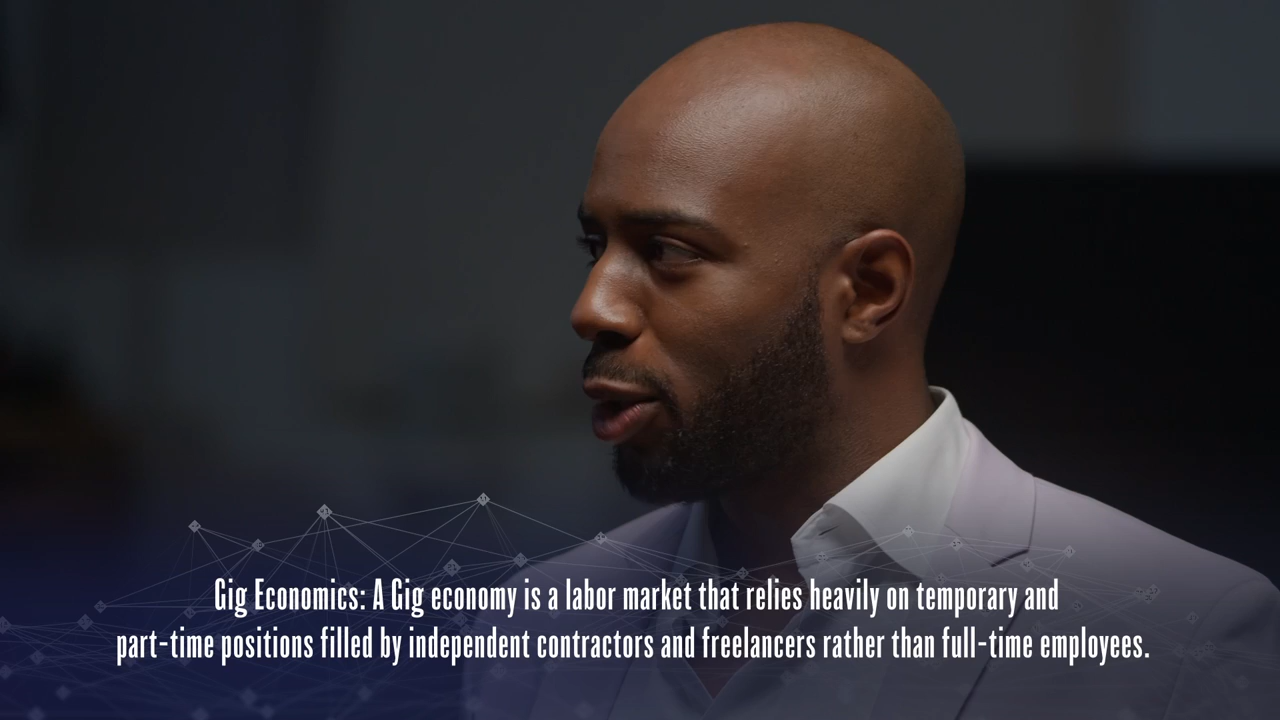 Gig Economics: A Gig economy is a labor market that relies heavily on temporary and
part-time positions filled by independent contractors and freelancers rather than full-time employees.